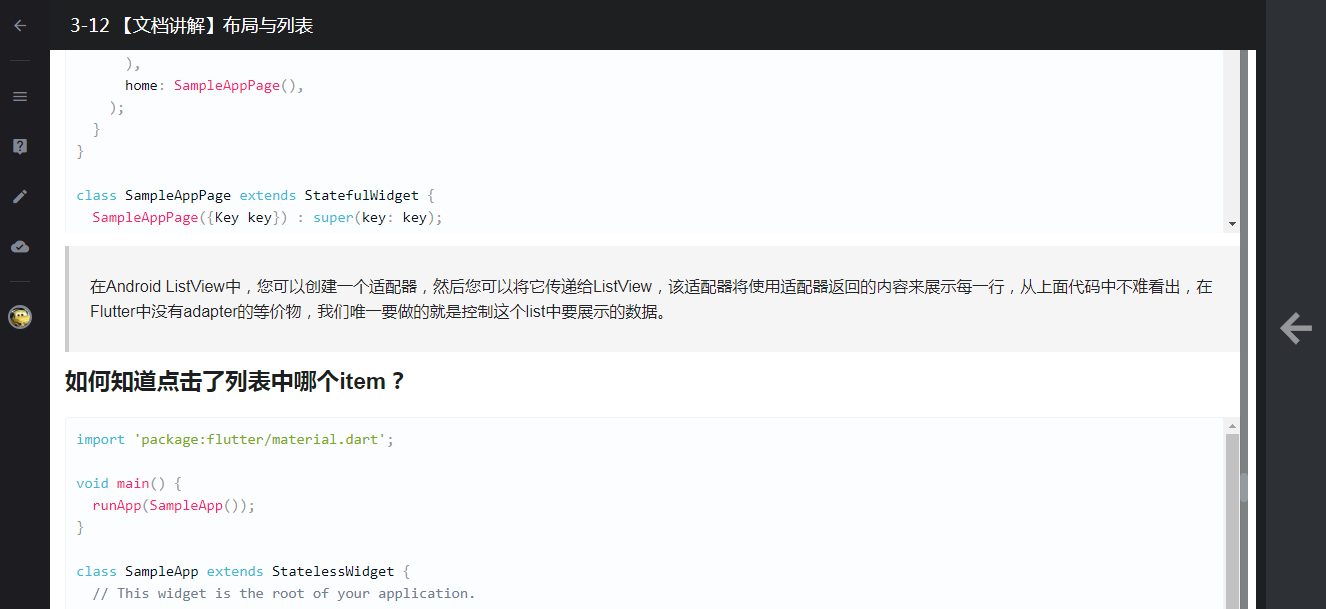 3-12 【文档讲解】布局与列表
),
home: SampleAppPage(),
);
}
}
class SampleAppPage extends StatefulWidget {
SampleAppPage({Key key}) : super(key: key);
在Android ListView中，您可以创建一个适配器，然后您可以将它传递给ListView，该适配器将使用适配器返回的内容来展示每一行，从上面代码中不难看出，在
Flutter中没有adapter的等价物，我们唯一要做的就是控制这个list中要展示的数据。
如何知道点击了列表中哪个item？
import 'package:flutter/material.dart';
void main() {
runApp(SampleApp());
}
class SampleApp extends StatelessWidget {
// This widget is the root of your application.